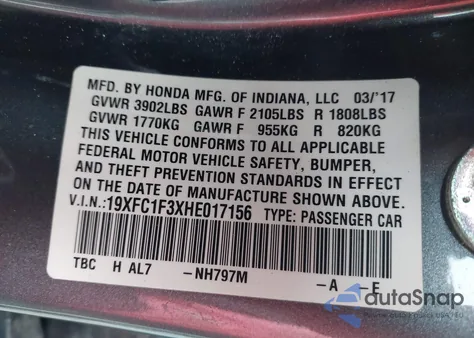 MFD. BY HONDA MFG. OF INDIANA, LLC 03/'17
GVWR 3902LBS GAWR F 2105LBS R 1808LBS
GVWR 1770KG GAWR F 955KG R 820KG
THIS VEHICLE CONFORMS TO ALL APPLICABLE
FEDERAL MOTOR VEHICLE SAFETY, BUMPER,
AND THEFT PREVENTION STANDARDS IN EFFECT
ON THE DATE OF MANUFACTURE SHOWN ABOVE.
V.I.N.:19XFC1F3XHE017156 TYPE: PASSENGER CAR
TBC H AL7 -NH797M -A -E
autaSnap